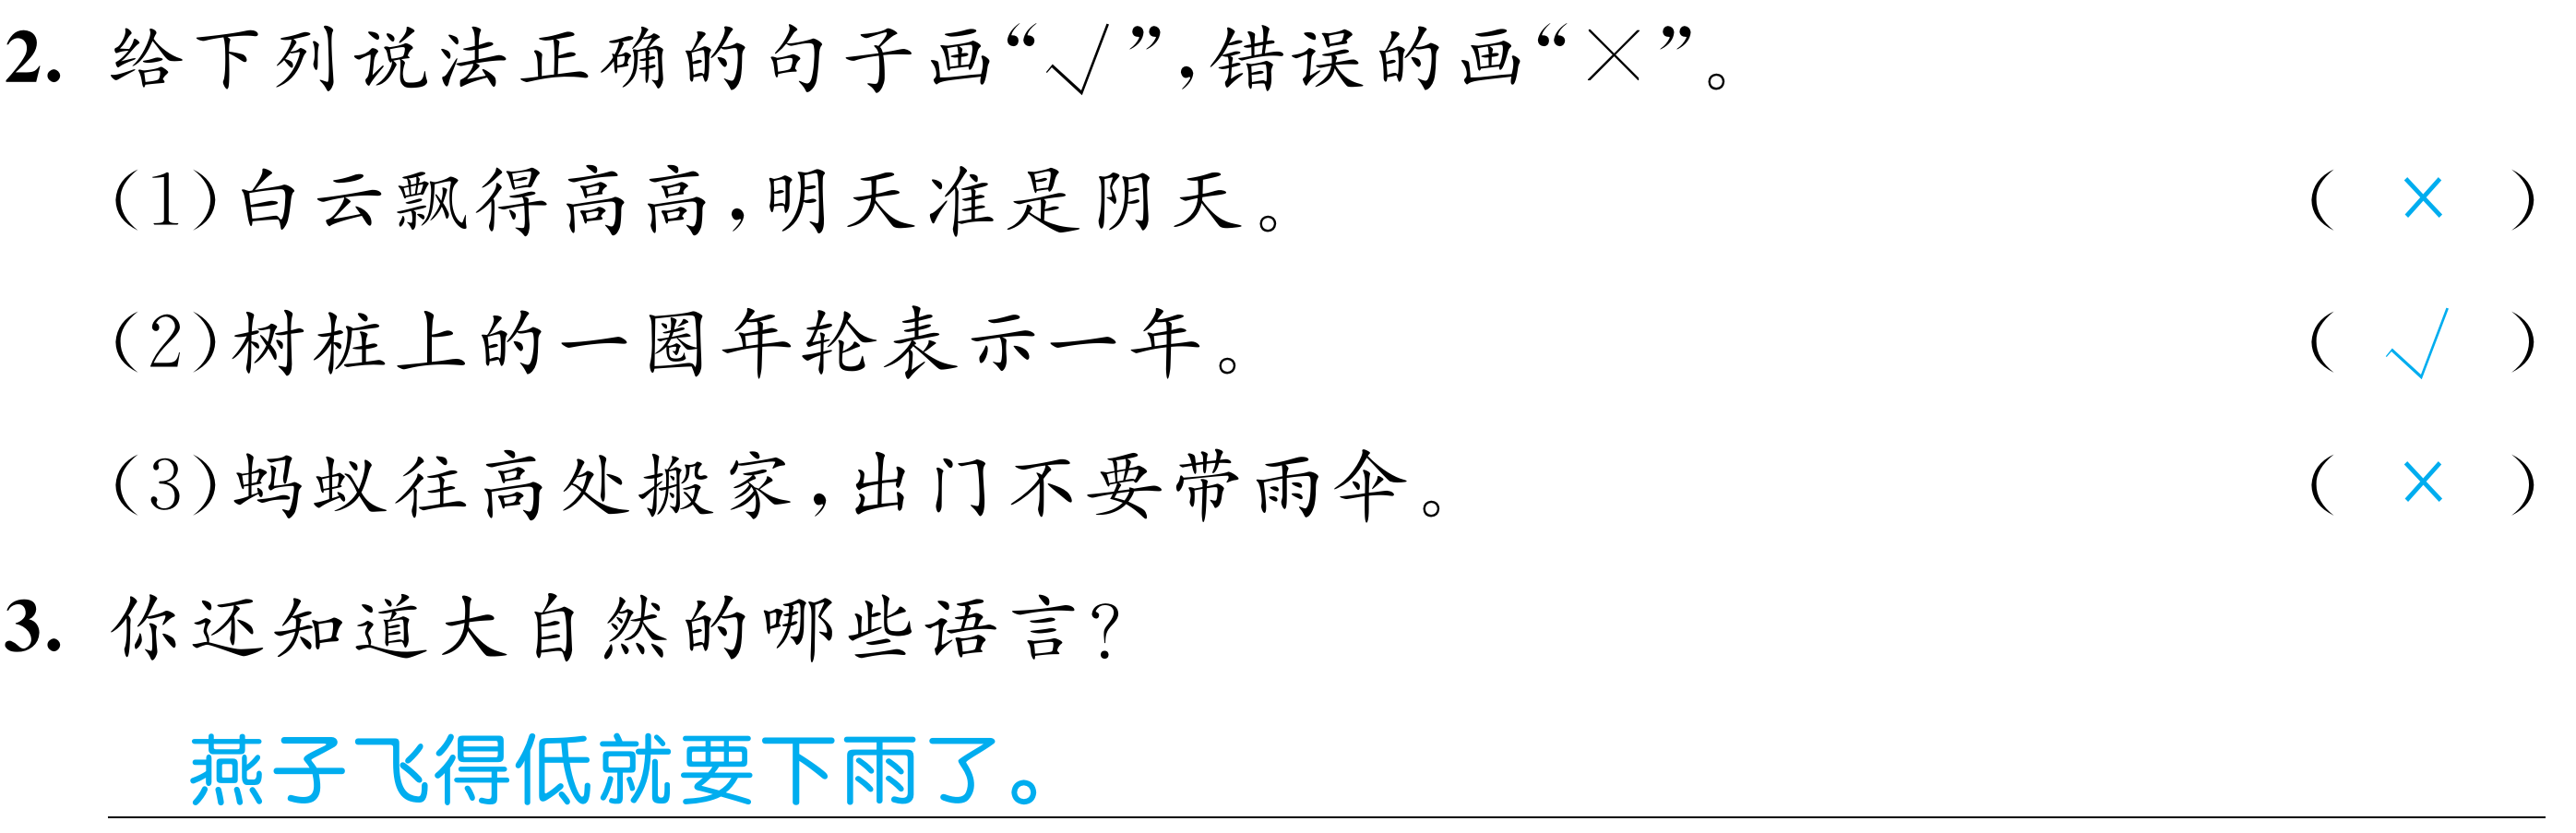 2. 给下列说法正确的句子画“√”,错误的画“×”。
(1)白云飘得高高,明天准是阴天。 ( × )
(2)树桩上的一圈年轮表示一年。 ( √ )
(3)蚂蚁往高处搬家,出门不要带雨伞。 ( × )
3. 你还知道大自然的哪些语言?
燕子飞得低就要下雨了。